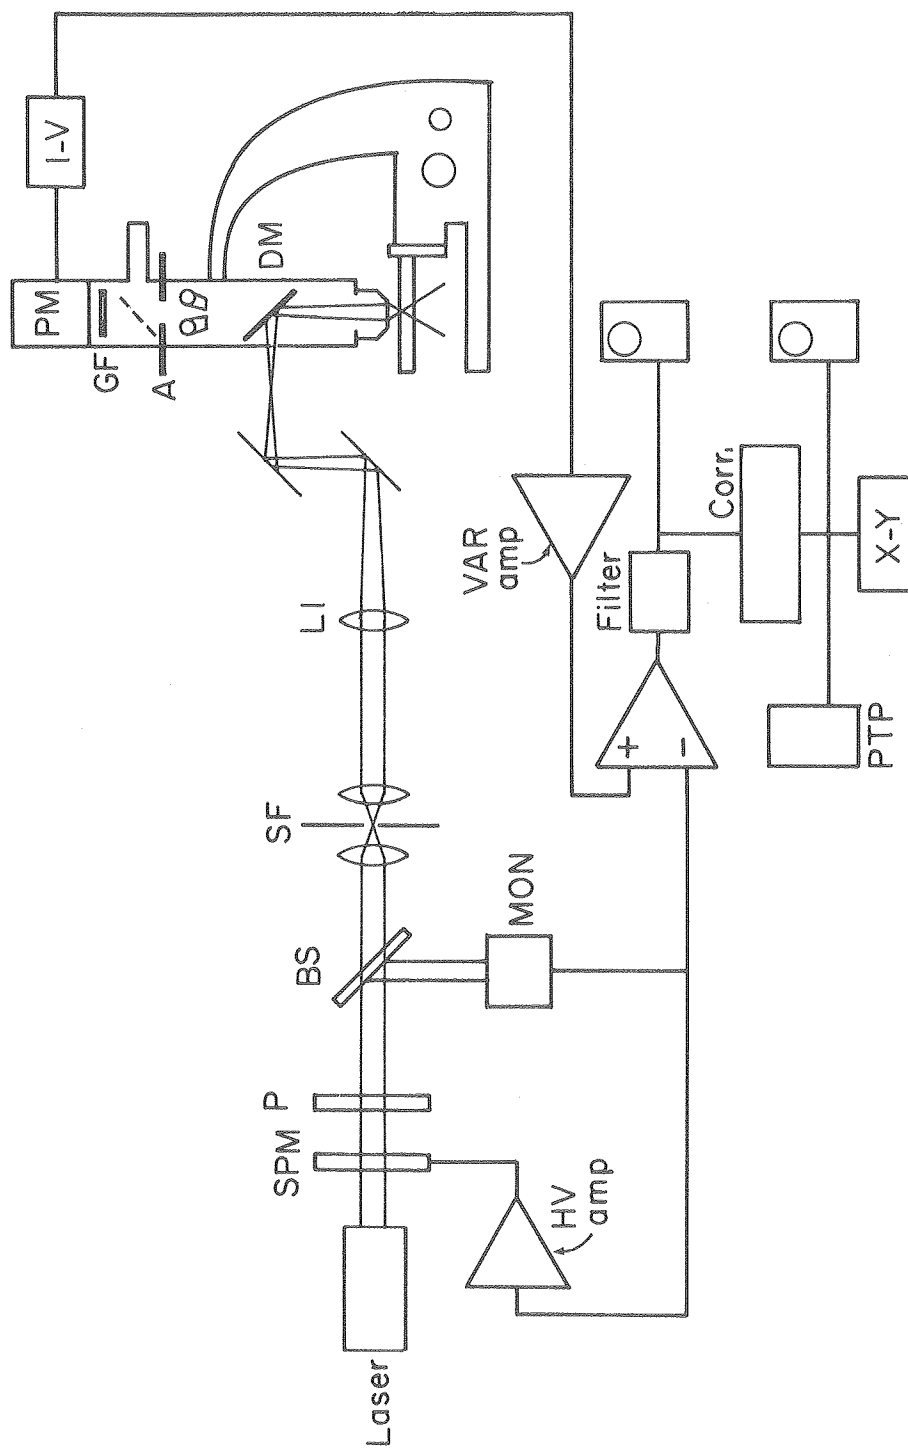 PM
I-V
GF
A
DM
Laser
SPM
P
BS
SF
LI
MON
HV
amp
VAR
amp
+
−
Filter
Corr.
PTP
X-Y